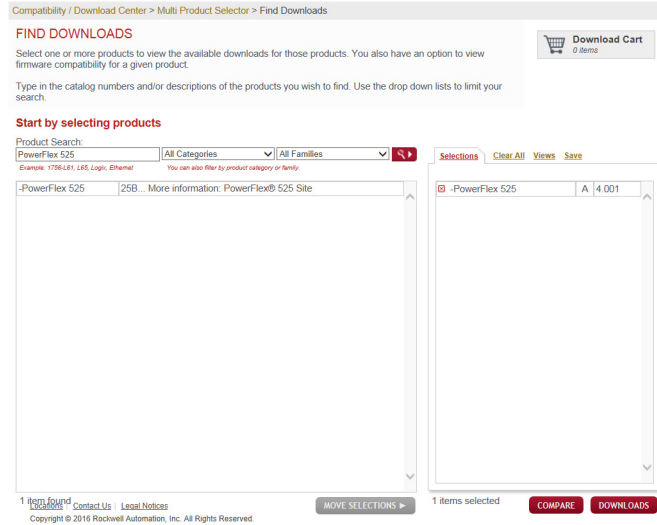 Compatibility / Download Center > Multi Product Selector > Find Downloads
FIND DOWNLOADS
Select one or more products to view the available downloads for those products. You also have an option to view
firmware compatibility for a given product.
Type in the catalog numbers and/or descriptions of the products you wish to find. Use the drop down lists to limit your
search.
Download Cart
0 items
Start by selecting products
Product Search:
PowerFlex 525 All Categories All Families
Example: 1756-L61, L65, Logix, Ethernet You can also filter by product category or family.
Selections Clear All Views Save
-PowerFlex 525 25B... More information: PowerFlex® 525 Site
-PowerFlex 525 A 4.001
1 item found
MOVE SELECTIONS
1 items selected
COMPARE
DOWNLOADS
Locations | Contact Us | Legal Notices
Copyright © 2016 Rockwell Automation, Inc. All Rights Reserved.